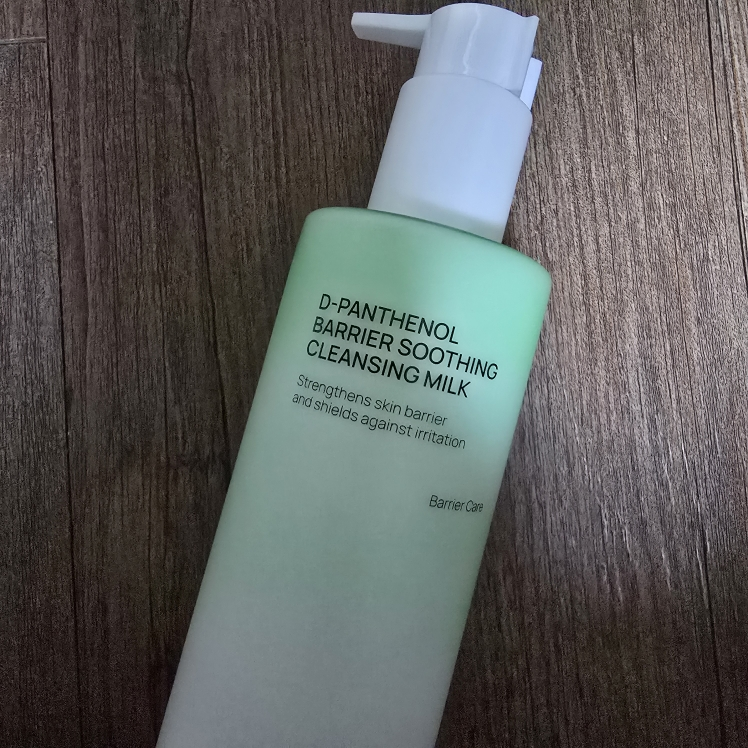 D-PANTHENOL
BARRIER SOOTHING
CLEANSING MILK
Strengthens skin barrier
and shields against irritation
Barrier Care